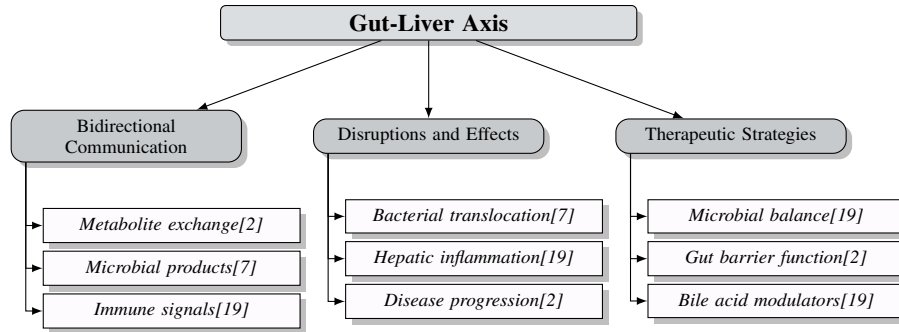 Gut-Liver Axis
Bidirectional
Communication
Metabolite exchange[2]
Microbial products[7]
Immune signals[19]
Disruptions and Effects
Bacterial translocation[7]
Hepatic inflammation[19]
Disease progression[2]
Therapeutic Strategies
Microbial balance[19]
Gut barrier function[2]
Bile acid modulators[19]